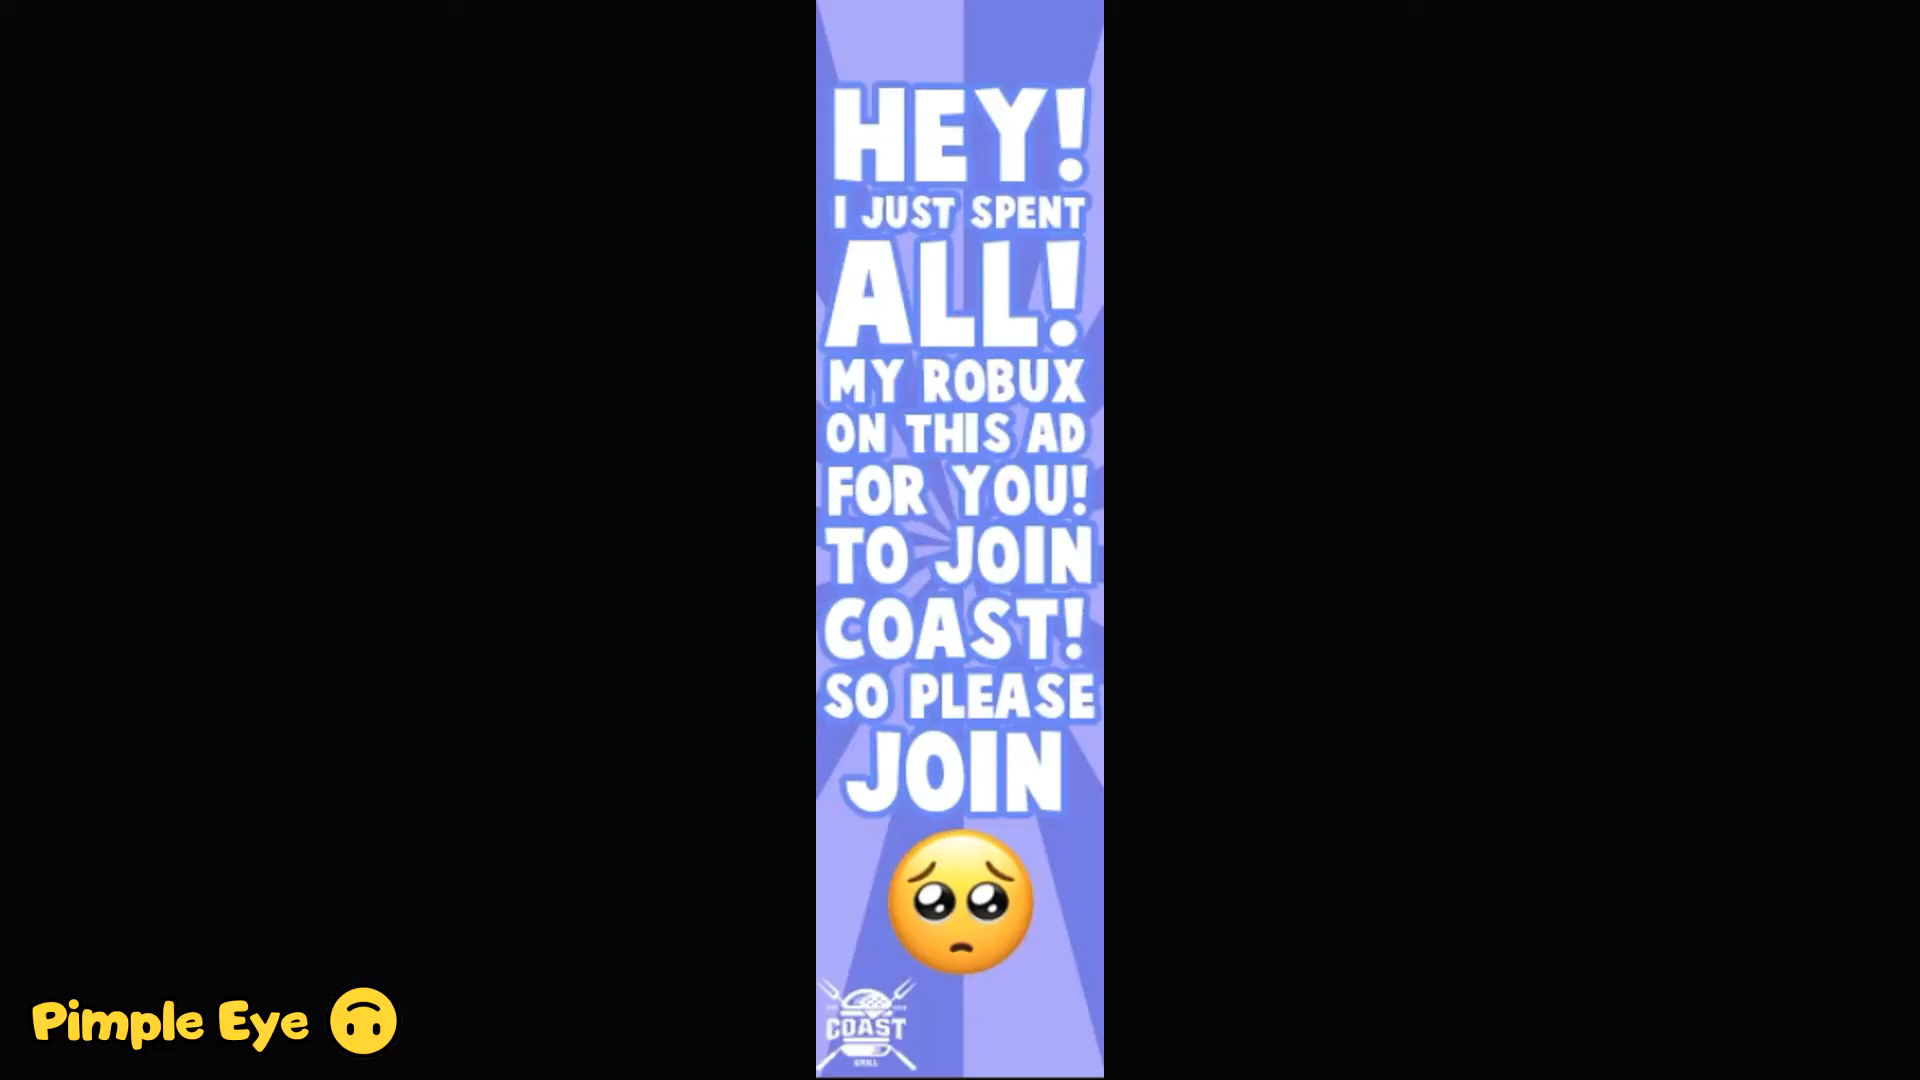 HEY!
I JUST SPENT
ALL!
MY ROBUX
ON THIS AD
FOR YOU!
TO JOIN
COAST!
SO PLEASE
JOIN
COAST
GRILL
Pimple Eye